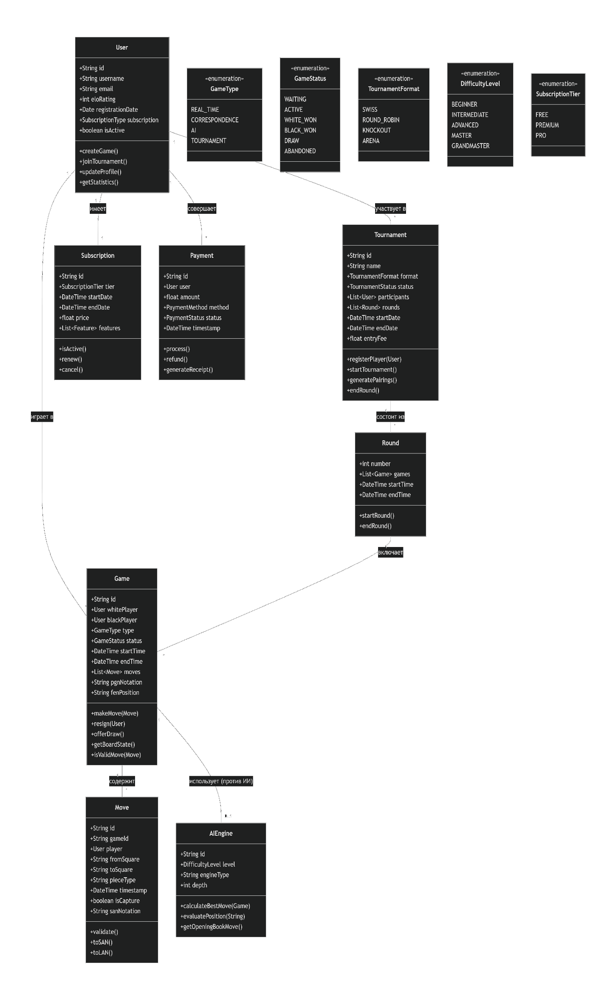 User
+String id
+String username
+String email
+int eloRating
+Date registrationDate
+SubscriptionType subscription
+boolean isActive
+createGame()
+joinTournament()
+updateProfile()
+getStatistics()
«enumeration»
GameType
REAL_TIME
CORRESPONDENCE
AI
TOURNAMENT
«enumeration»
GameStatus
WAITING
ACTIVE
WHITE_WON
BLACK_WON
DRAW
ABANDONED
«enumeration»
TournamentFormat
SWISS
ROUND_ROBIN
KNOCKOUT
ARENA
«enumeration»
DifficultyLevel
BEGINNER
INTERMEDIATE
ADVANCED
MASTER
GRANDMASTER
«enumeration»
SubscriptionTier
FREE
PREMIUM
PRO
1
1
1
1
имеет
совершает
участвует в
1
*
*
Subscription
+String id
+SubscriptionTier tier
+DateTime startDate
+DateTime endDate
+float price
+List<Feature> features
+isActive()
+renew()
+cancel()
Payment
+String id
+User user
+float amount
+PaymentMethod method
+PaymentStatus status
+DateTime timestamp
+process()
+refund()
+generateReceipt()
Tournament
+String id
+String name
+TournamentFormat format
+TournamentStatus status
+List<User> participants
+List<Round> rounds
+DateTime startDate
+DateTime endDate
+float entryFee
+registerPlayer(User)
+startTournament()
+generatePairings()
+endRound()
играет в
1
состоит из
*
Round
+int number
+List<Game> games
+DateTime startTime
+DateTime endTime
+startRound()
+endRound()
включает
*
*
Game
+String id
+User whitePlayer
+User blackPlayer
+GameType type
+GameStatus status
+DateTime startTime
+DateTime endTime
+List<Move> moves
+String pgnNotation
+String fenPosition
+makeMove(Move)
+resign(User)
+offerDraw()
+getBoardState()
+isValidMove(Move)
1
1
содержит
*
использует (против ИИ)
Move
+String id
+String gameId
+User player
+String fromSquare
+String toSquare
+String pieceType
+DateTime timestamp
+boolean isCapture
+String sanNotation
+validate()
+toSAN()
+toLAN()
AIEngine
+String id
+DifficultyLevel level
+String engineType
+int depth
+calculateBestMove(Game)
+evaluatePosition(String)
+getOpeningBookMove()